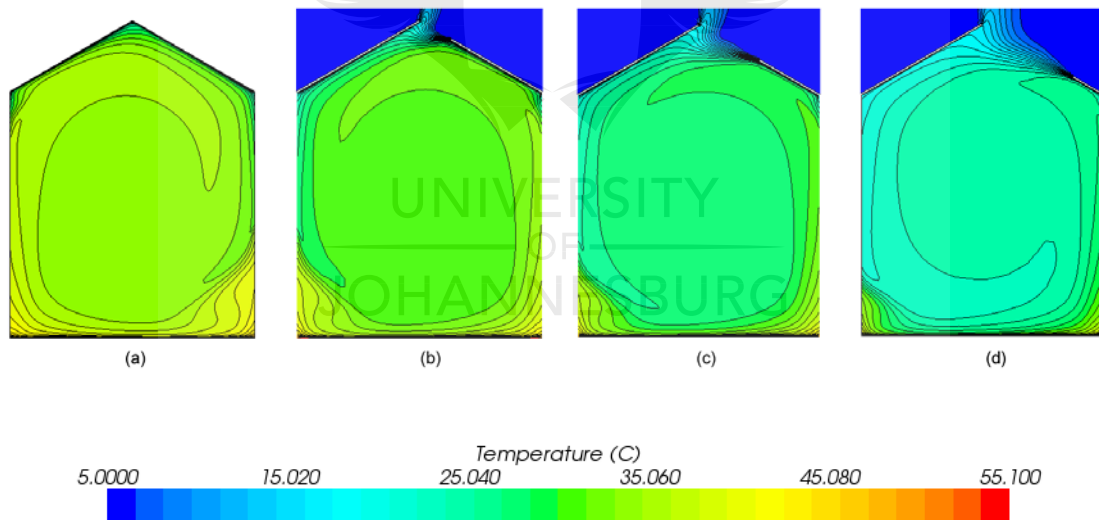 UNIVERSITY
OF
JOHANNESBURG
(a) (b) (c) (d)
Temperature (C)
5.0000 15.020 25.040 35.060 45.080 55.100